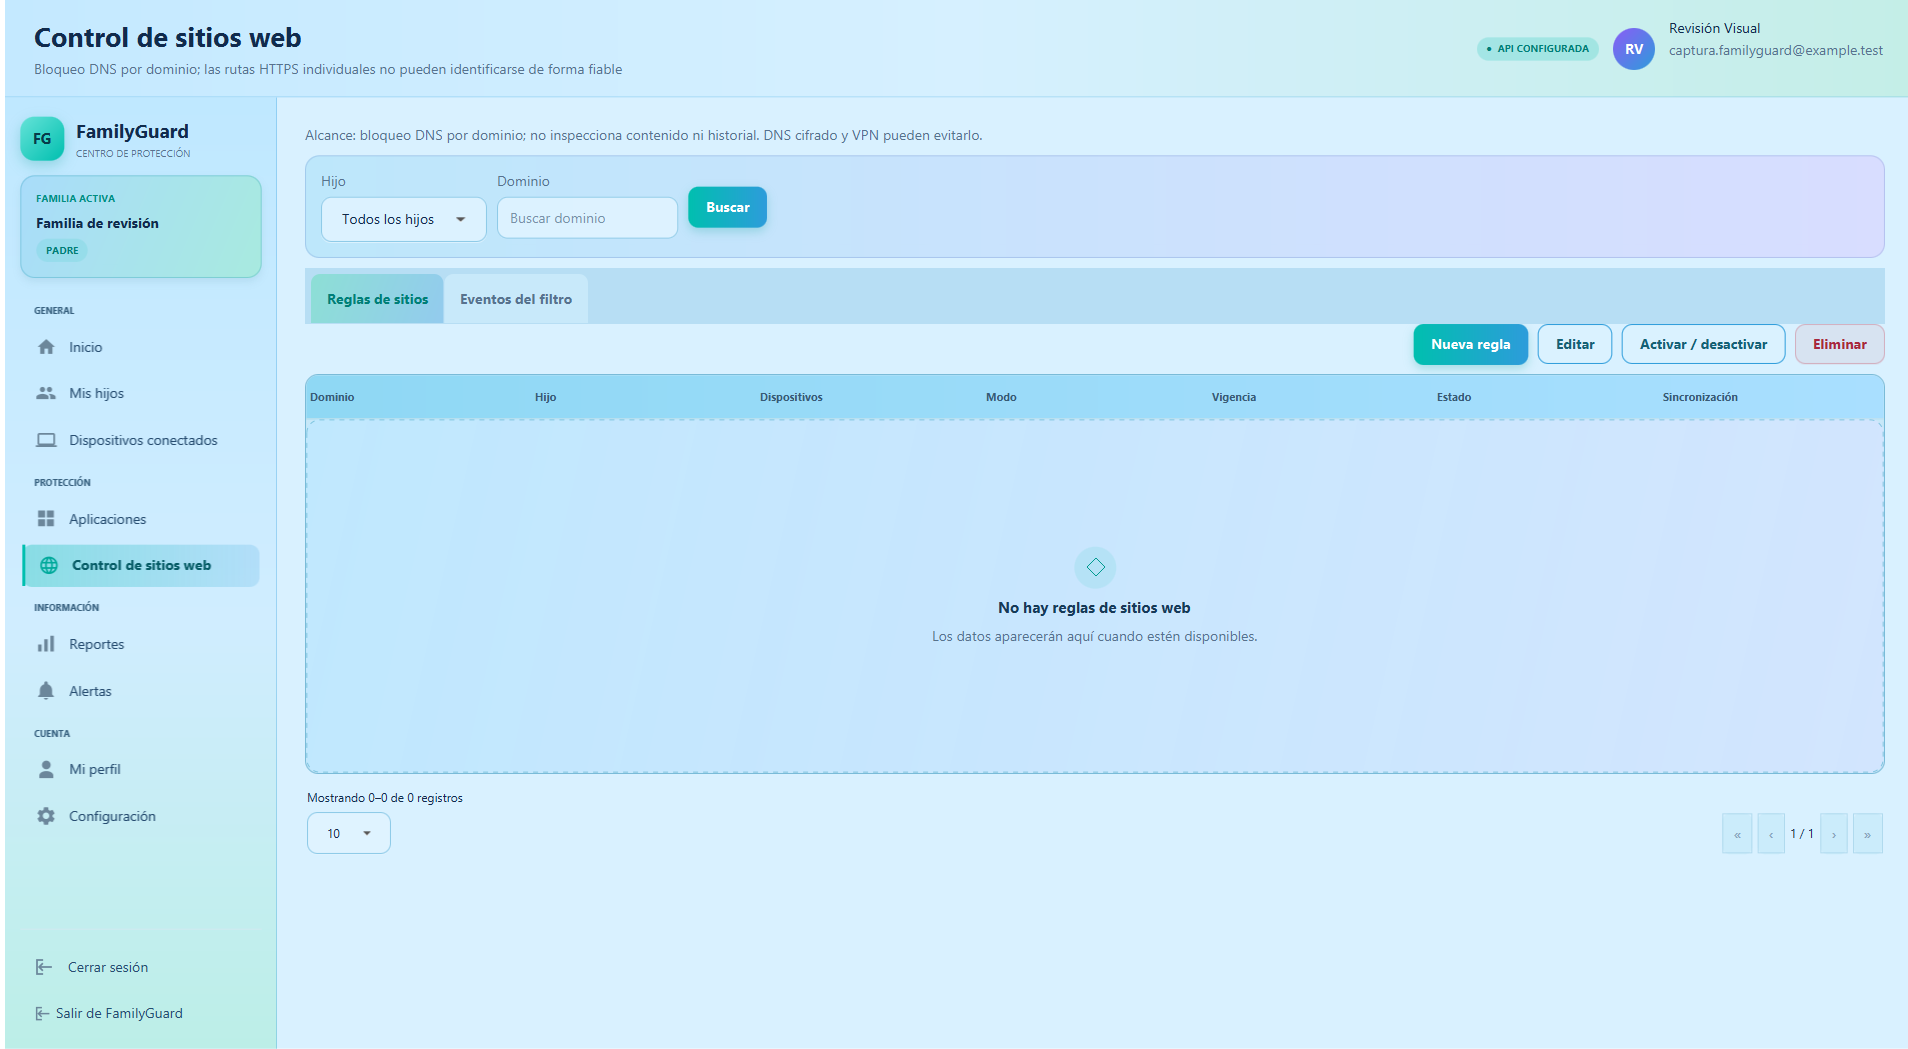 Control de sitios web
Bloqueo DNS por dominio; las rutas HTTPS individuales no pueden identificarse de forma fiable
• API CONFIGURADA
RV
Revisión Visual
captura.familyguard@example.test
FG
FamilyGuard
CENTRO DE PROTECCIÓN
FAMILIA ACTIVA
Familia de revisión
PADRE
GENERAL
Inicio
Mis hijos
Dispositivos conectados
PROTECCIÓN
Aplicaciones
Control de sitios web
INFORMACIÓN
Reportes
Alertas
CUENTA
Mi perfil
Configuración
Cerrar sesión
Salir de FamilyGuard
Alcance: bloqueo DNS por dominio; no inspecciona contenido ni historial. DNS cifrado y VPN pueden evitarlo.
Hijo
Dominio
Todos los hijos
Buscar dominio
Buscar
Reglas de sitios
Eventos del filtro
Nueva regla
Editar
Activar / desactivar
Eliminar
Dominio
Hijo
Dispositivos
Modo
Vigencia
Estado
Sincronización
No hay reglas de sitios web
Los datos aparecerán aquí cuando estén disponibles.
Mostrando 0–0 de 0 registros
10
« ‹ 1 / 1 › »